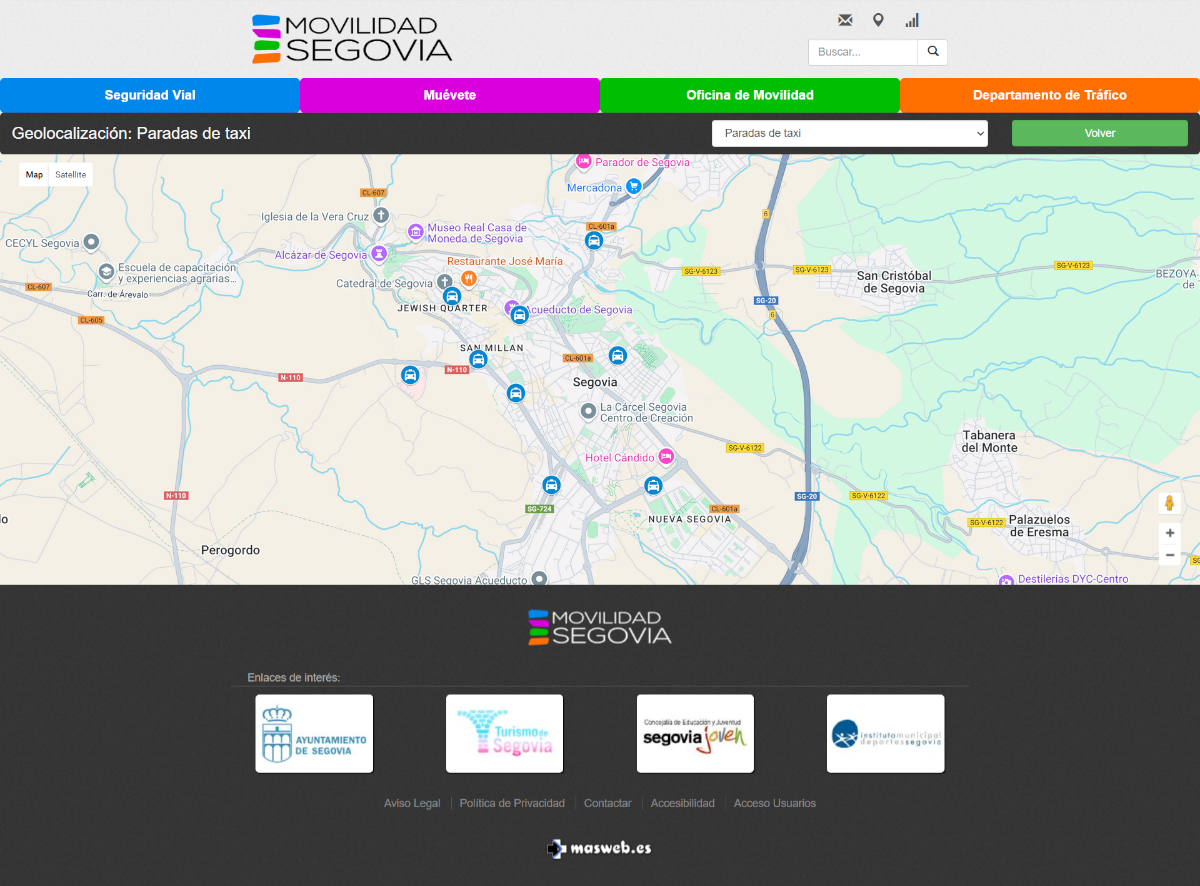 MOVILIDAD
SEGOVIA
Buscar...
Seguridad Vial
Muévete
Oficina de Movilidad
Departamento de Tráfico
Geolocalización: Paradas de taxi
Paradas de taxi
Volver
Map
Satellite
Parador de Segovia
Mercadona
CL-607
Iglesia de la Vera Cruz
Museo Real Casa de
Moneda de Segovia
CL-601a
6
CECYL Segovia
Alcázar de Segovia
Restaurante José María
Escuela de capacitación
y experiencias agrarias...
Catedral de Segovia
SG-V-6123
SG-V-6123
SG-V-6123
San Cristóbal
de Segovia
BEZOYA
de
CL-607
Carr. de Arévalo
JEWISH QUARTER
Acueducto de Segovia
SG-20
6
CL-605
SAN MILLAN
CL-601a
N-110
N-110
Segovia
La Cárcel Segovia
Centro de Creación
Hotel Cándido
SG-V-6122
Tabanera
del Monte
N-110
SG-20
SG-V-6122
SG-724
CL-601a
NUEVA SEGOVIA
SG-V-6122
Palazuelos
de Eresma
lo
Perogordo
SG
GLS Segovia Acueducto
Destilerias DYC-Centro
MOVILIDAD
SEGOVIA
Enlaces de interés:
AYUNTAMIENTO
DE SEGOVIA
Turismo de
Segovia
Concejalía de Educación y Juventud
segovia joven
instituto municipal
deportes segovia
Aviso Legal
Política de Privacidad
Contactar
Accesibilidad
Acceso Usuarios
masweb.es